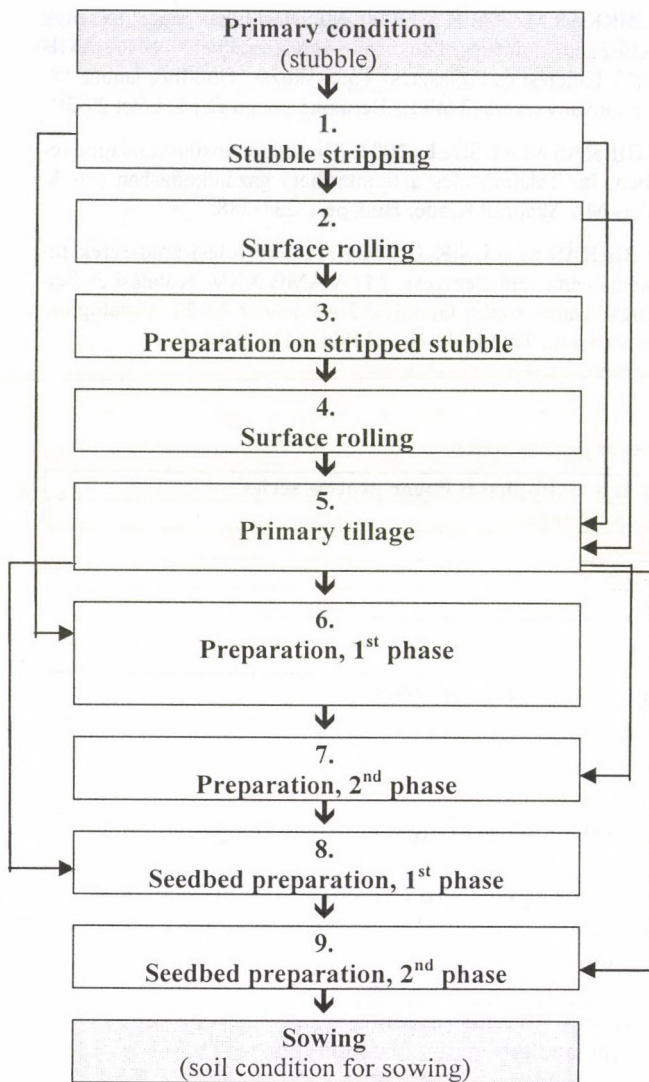 Primary condition
(stubble)
1.
Stubble stripping
2.
Surface rolling
3.
Preparation on stripped stubble
4.
Surface rolling
5.
Primary tillage
6.
Preparation, 1st phase
7.
Preparation, 2nd phase
8.
Seedbed preparation, 1st phase
9.
Seedbed preparation, 2nd phase
Sowing
(soil condition for sowing)